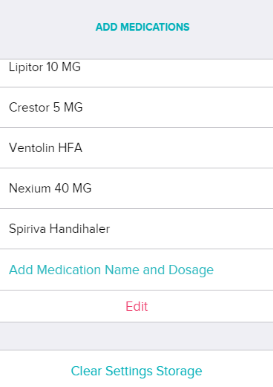 ADD MEDICATIONS
Lipitor 10 MG
Crestor 5 MG
Ventolin HFA
Nexium 40 MG
Spiriva Handihaler
Add Medication Name and Dosage
Edit
Clear Settings Storage